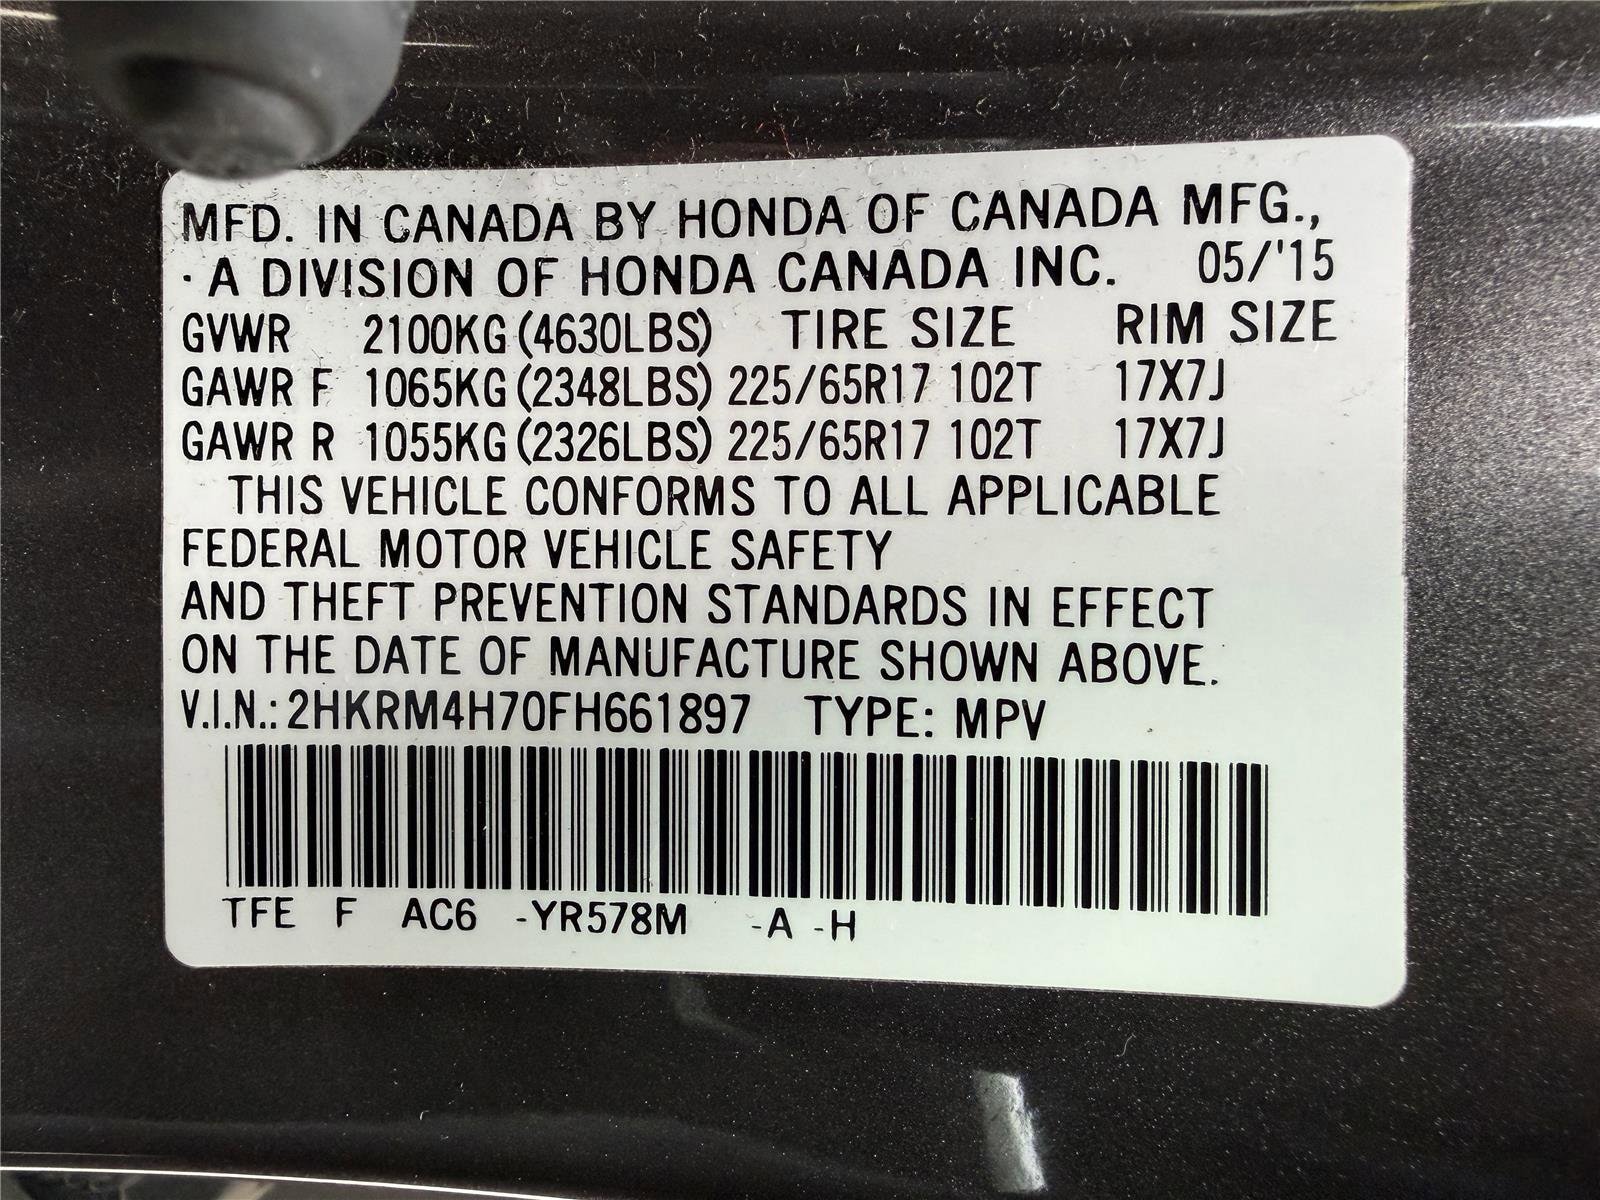 MFD. IN CANADA BY HONDA OF CANADA MFG.,
A DIVISION OF HONDA CANADA INC. 05/'15
GVWR 2100KG (4630LBS) TIRE SIZE RIM SIZE
GAWR F 1065KG (2348LBS) 225/65R17 102T 17X7J
GAWR R 1055KG (2326LBS) 225/65R17 102T 17X7J
THIS VEHICLE CONFORMS TO ALL APPLICABLE
FEDERAL MOTOR VEHICLE SAFETY
AND THEFT PREVENTION STANDARDS IN EFFECT
ON THE DATE OF MANUFACTURE SHOWN ABOVE.
V.I.N.: 2HKRM4H70FH661897 TYPE: MPV
TFE F AC6 -YR578M -A -H